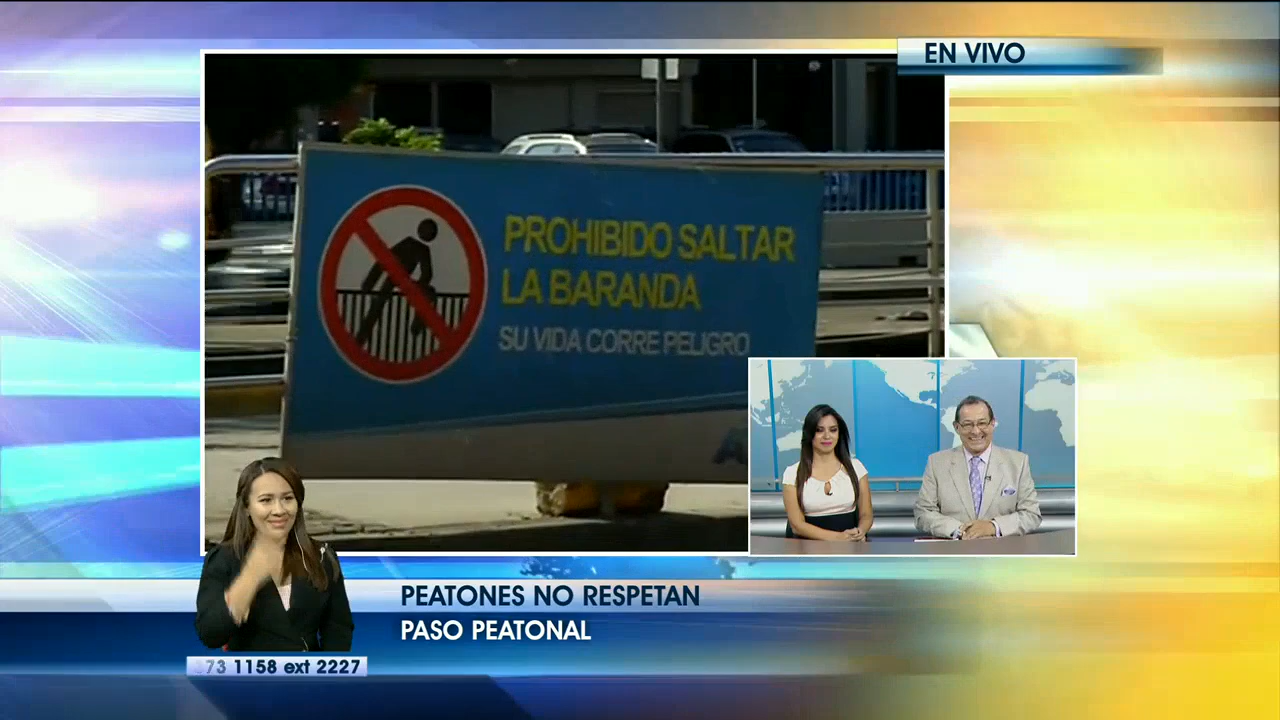 EN VIVO
PROHIBIDO SALTAR
LA BARANDA
SU VIDA CORRE PELIGRO
PEATONES NO RESPETAN
PASO PEATONAL
73 1158 ext 2227